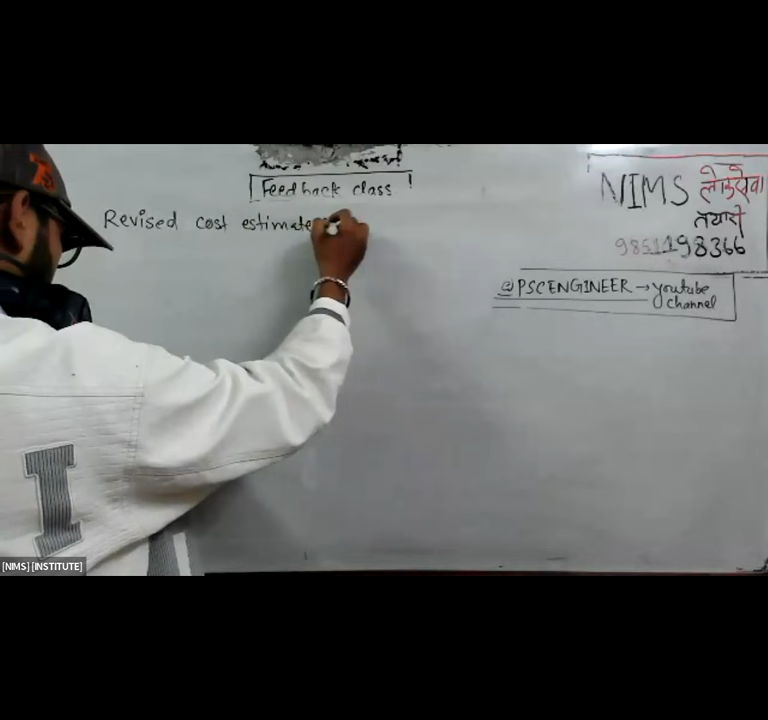 Feedback class !
Revised cost estimate
NIMS लोकसेवा
तयारी
9851198366
@PSCENGINEER → youtube
channel
[NIMS] [INSTITUTE]